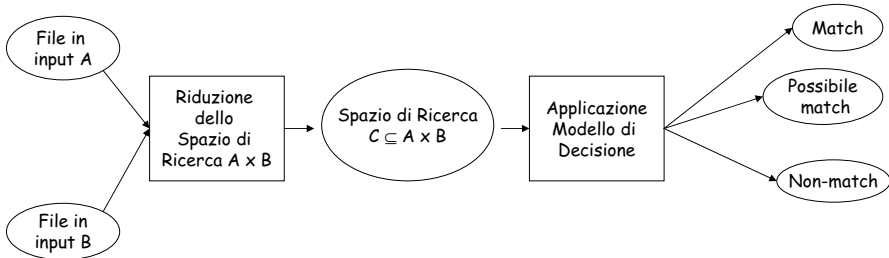 File in
input A
File in
input B
Riduzione
dello
Spazio di
Ricerca A x B
Spazio di Ricerca
C ⊆ A x B
Applicazione
Modello di
Decisione
Match
Possibile
match
Non-match